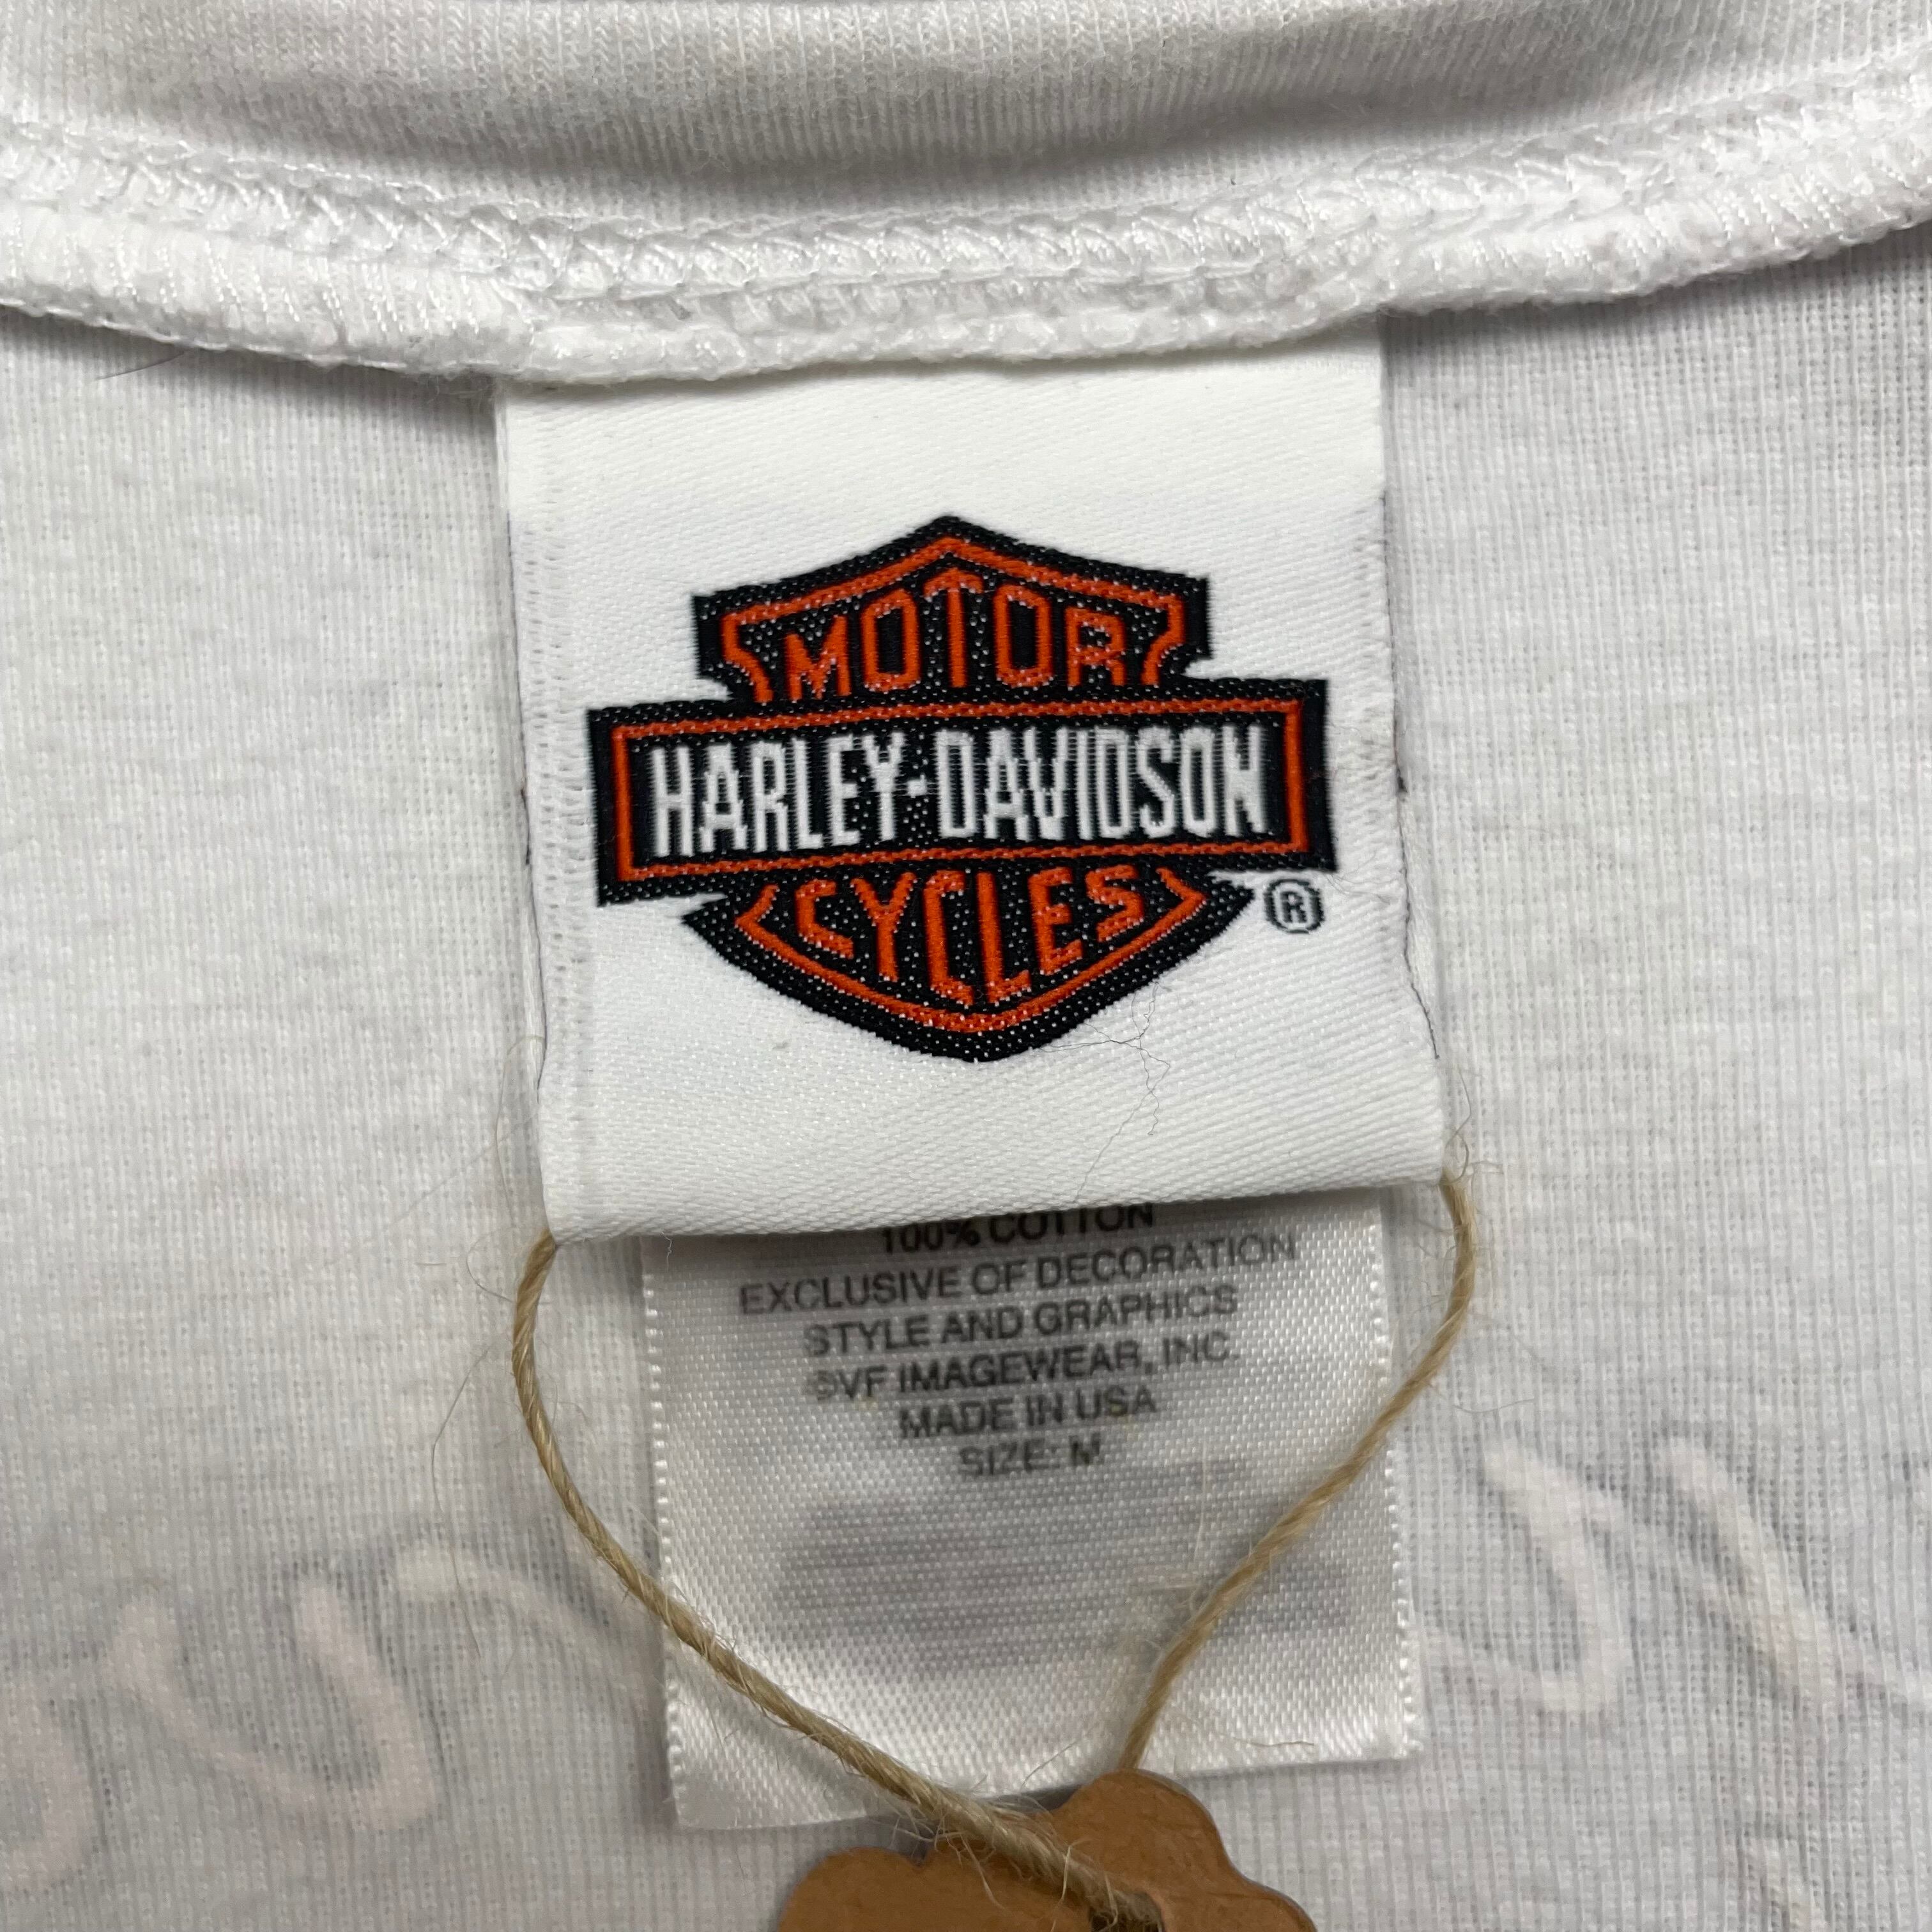 MOTOR
HARLEY-DAVIDSON
CYCLES
®
100% COTTON
EXCLUSIVE OF DECORATION
STYLE AND GRAPHICS
©VF IMAGEWEAR, INC.
MADE IN USA
SIZE: M